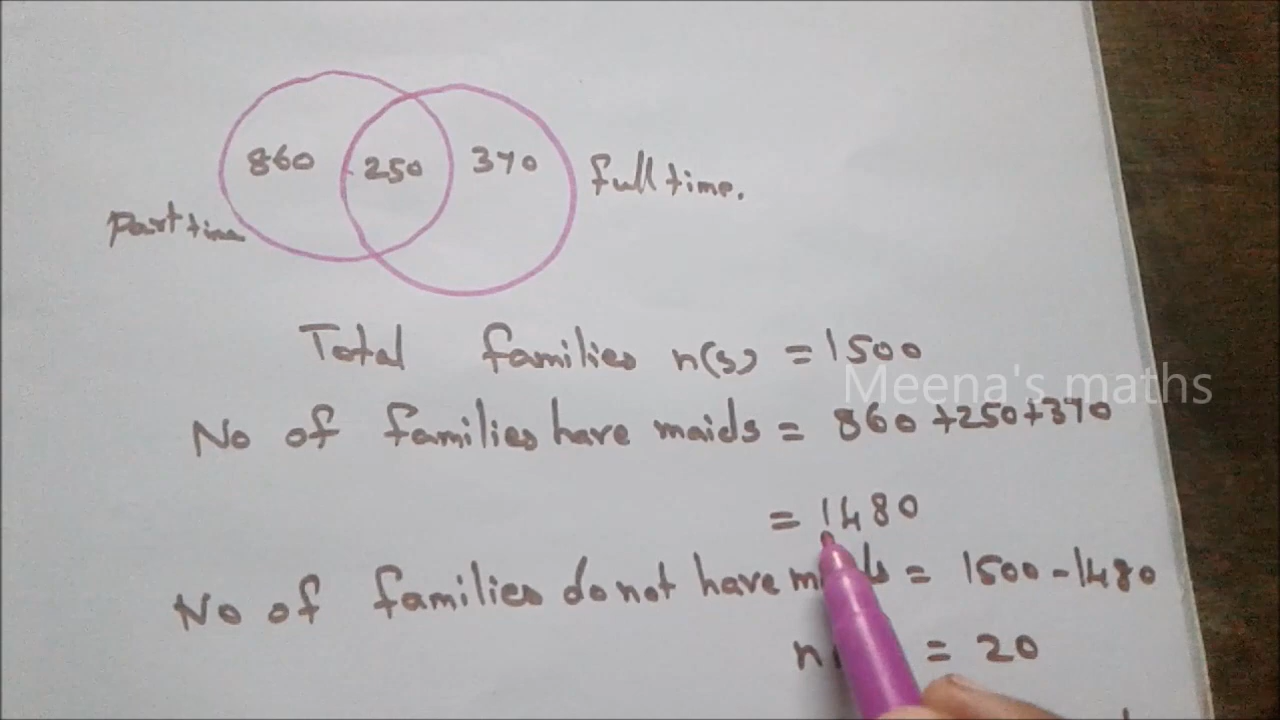 860 250 370 full time.
Part time
Total families n(s) = 1500
Meena's maths
No of families have maids = 860 +250+370
= 1480
No of families do not have = 1500 - 1480
= 20